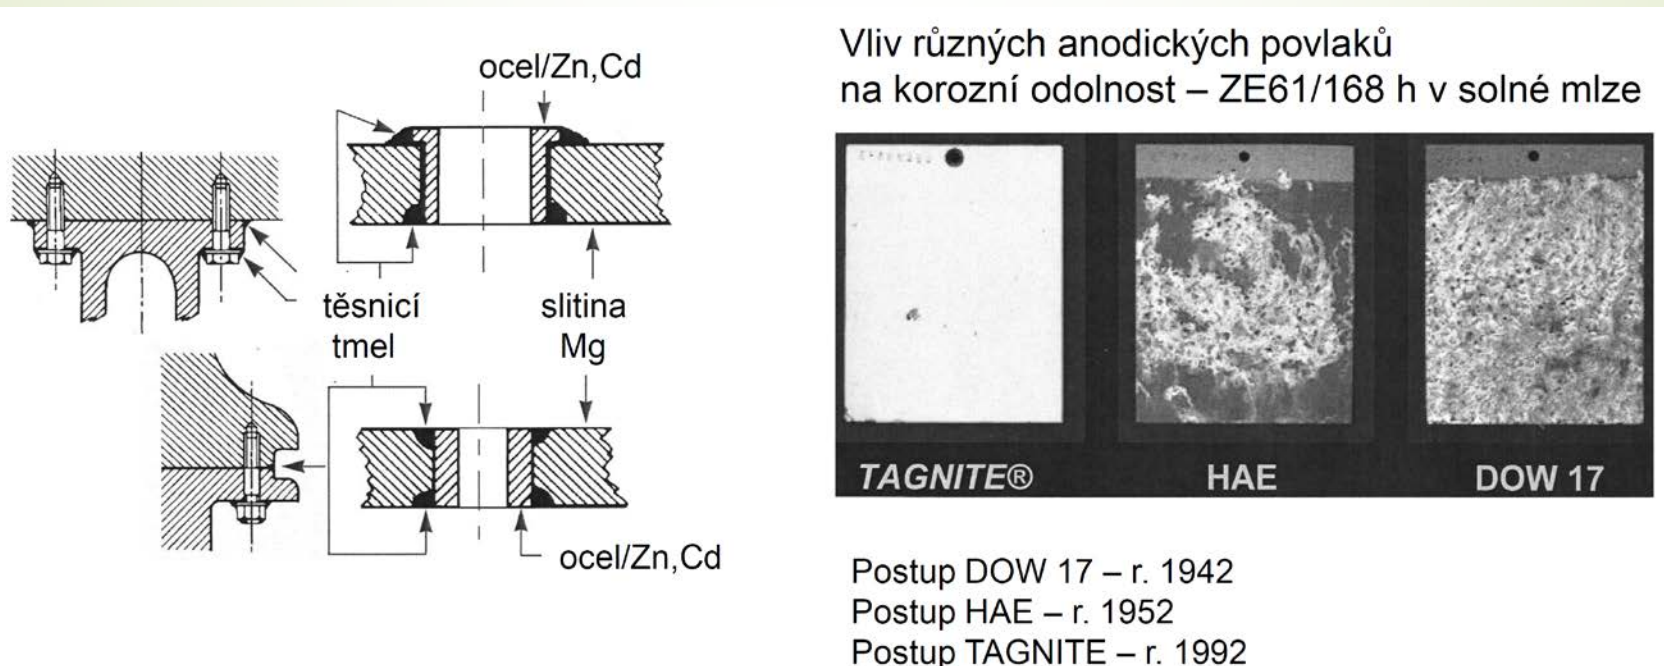 ocel/Zn,Cd
těsnicí
tmel
slitina
Mg
ocel/Zn,Cd
Vliv různých anodických povlaků
na korozní odolnost – ZE61/168 h v solné mlze
TAGNITE®
HAE
DOW 17
Postup DOW 17 – r. 1942
Postup HAE – r. 1952
Postup TAGNITE – r. 1992